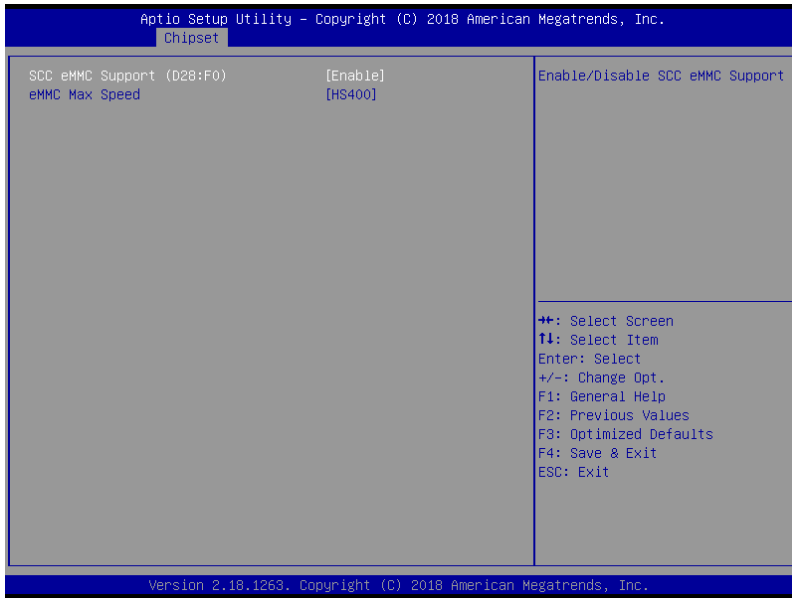 Aptio Setup Utility – Copyright (C) 2018 American Megatrends, Inc.
Chipset
SCC eMMC Support (D28:F0) [Enable]
eMMC Max Speed [HS400]
Enable/Disable SCC eMMC Support
→←: Select Screen
↑↓: Select Item
Enter: Select
+/-: Change Opt.
F1: General Help
F2: Previous Values
F3: Optimized Defaults
F4: Save & Exit
ESC: Exit
Version 2.18.1263. Copyright (C) 2018 American Megatrends, Inc.